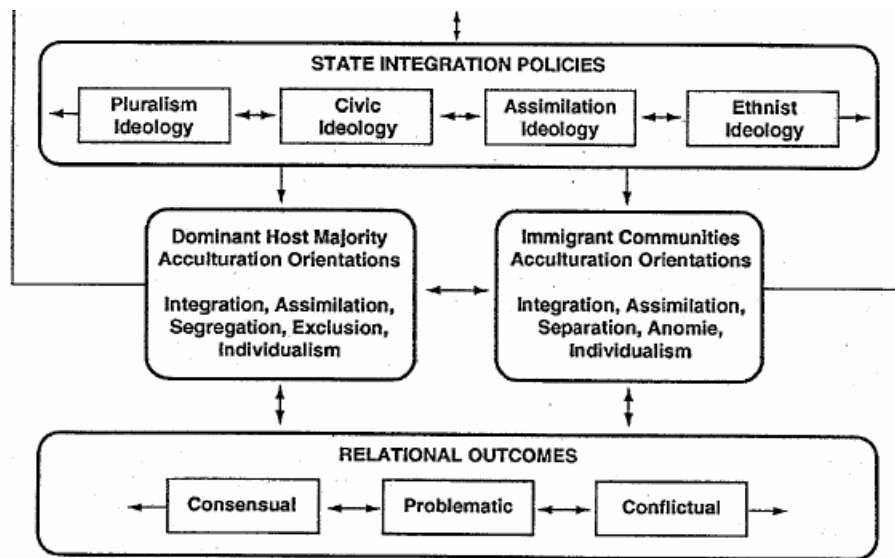 STATE INTEGRATION POLICIES
Pluralism
Ideology
Civic
Ideology
Assimilation
Ideology
Ethnist
Ideology
Dominant Host Majority
Acculturation Orientations
Integration, Assimilation,
Segregation, Exclusion,
Individualism
Immigrant Communities
Acculturation Orientations
Integration, Assimilation,
Separation, Anomie,
Individualism
RELATIONAL OUTCOMES
Consensual
Problematic
Conflictual